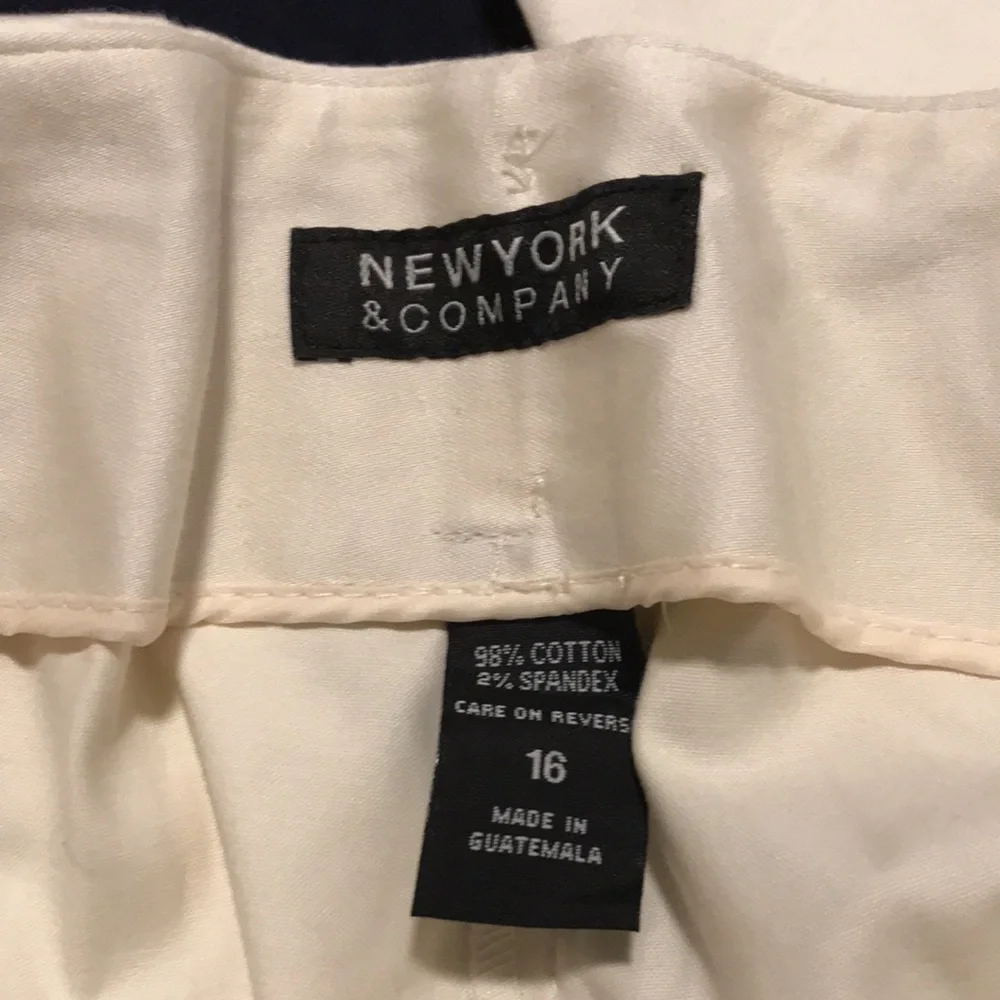 NEWYORK
& COMPANY
98% COTTON
2% SPANDEX
CARE ON REVERS
16
MADE IN
GUATEMALA